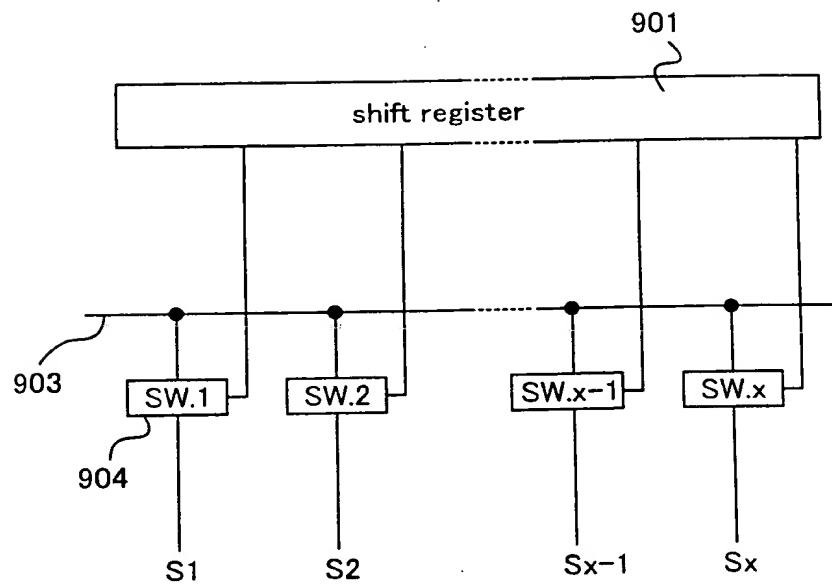 901
shift register
903
SW.1 SW.2 SW.x-1 SW.x
904
S1 S2 Sx-1 Sx